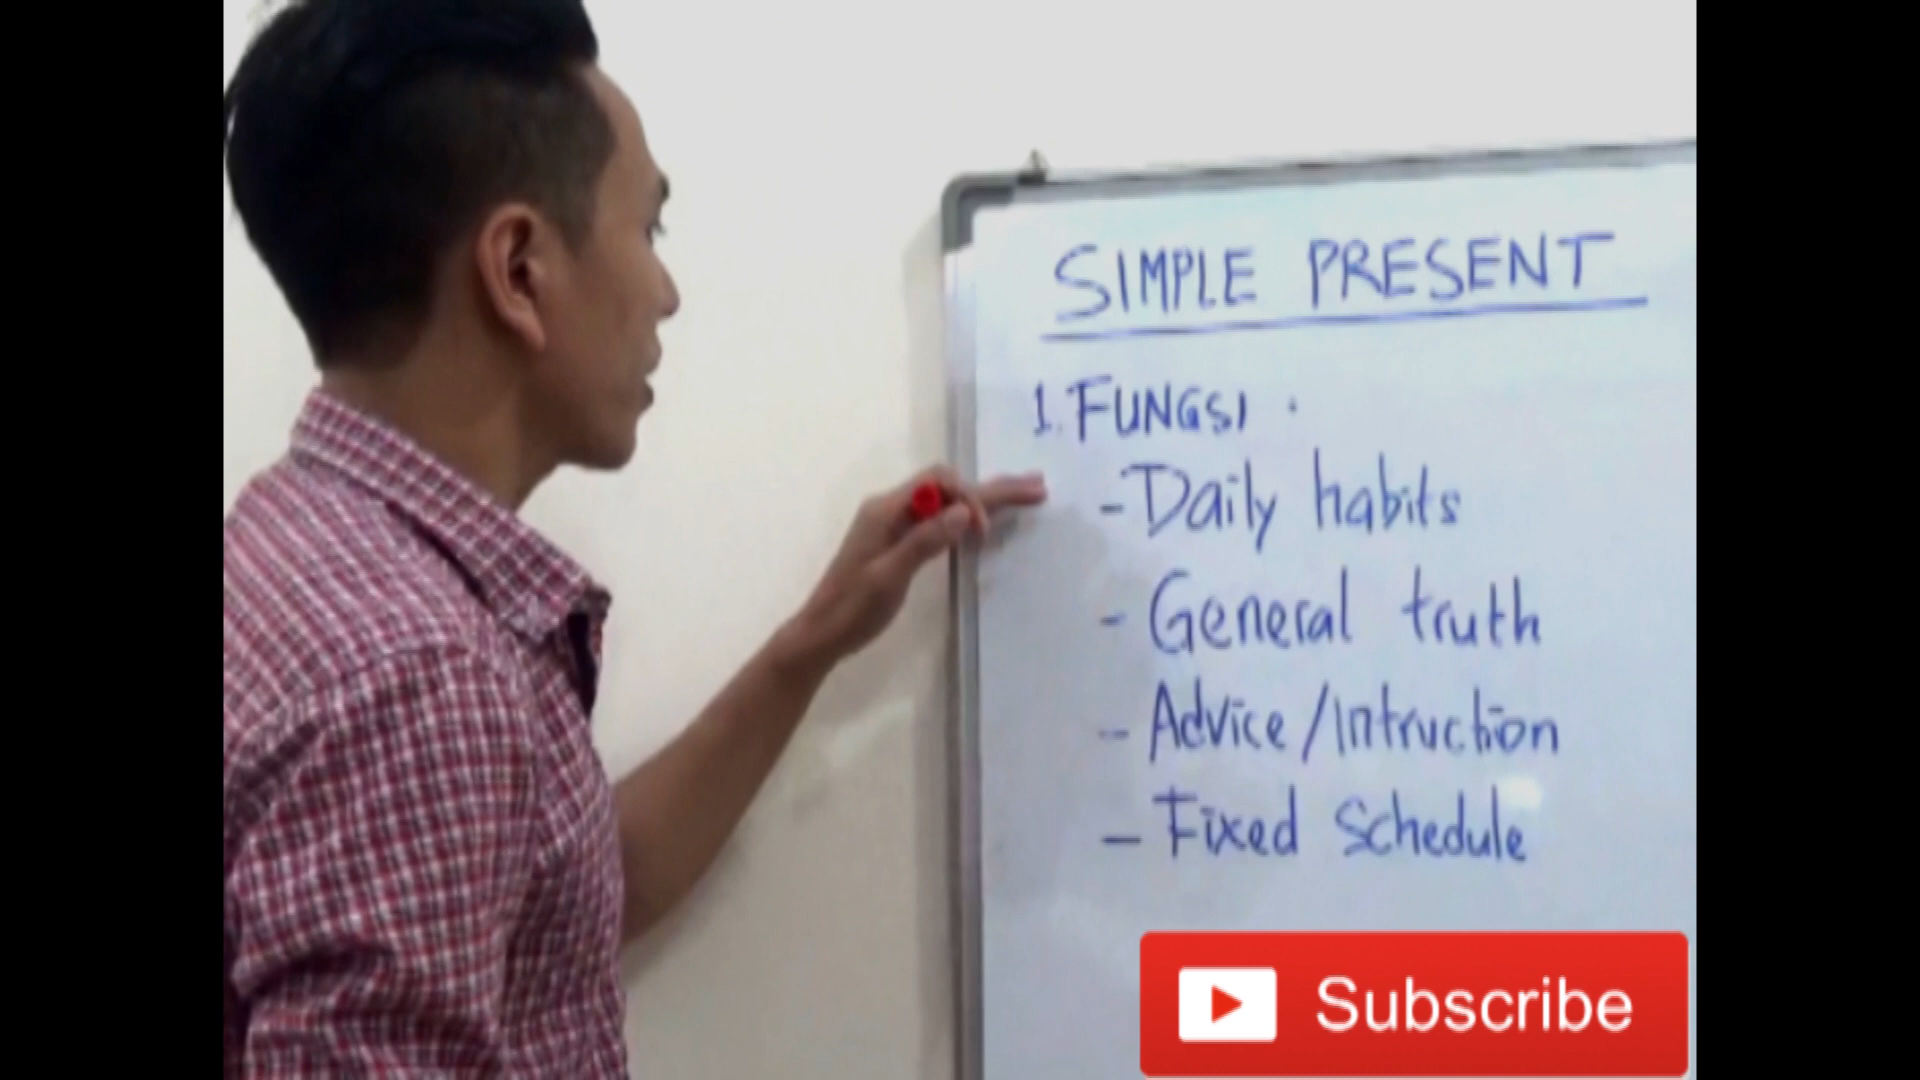 SIMPLE PRESENT
1. FUNGSI :
- Daily habits
- General truth
- Advice/Intruction
- Fixed Schedule
Subscribe